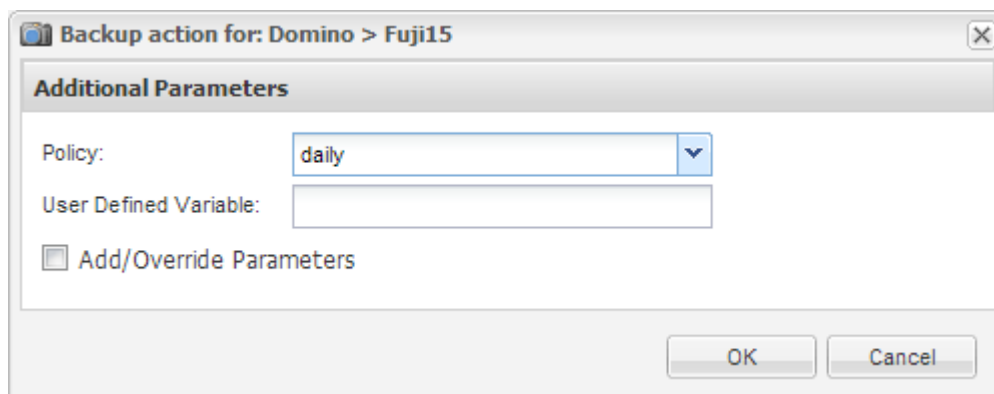 Backup action for: Domino > Fuji15
Additional Parameters
Policy: daily
User Defined Variable:
Add/Override Parameters
OK Cancel